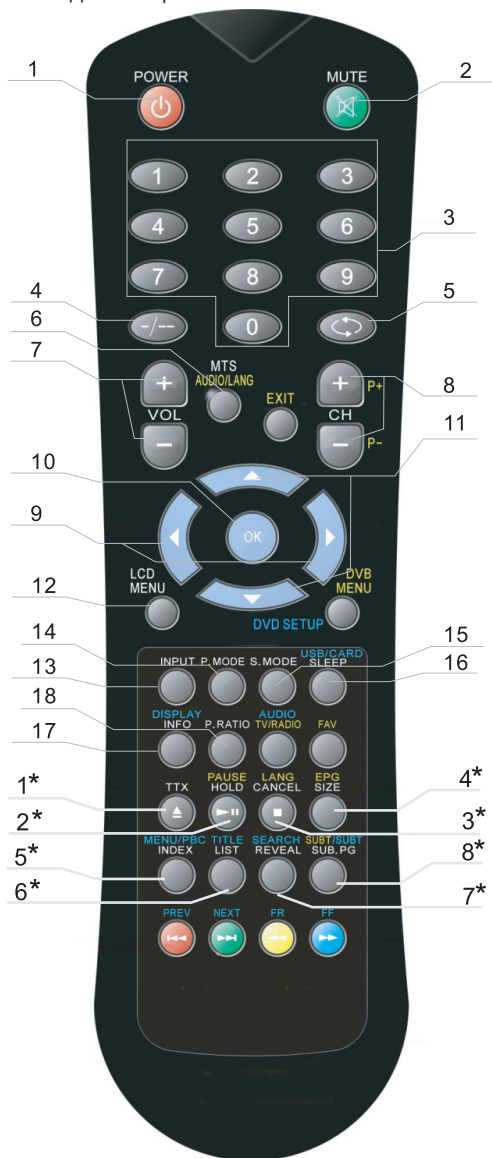 1 POWER MUTE 2
1 2 3
4 5 6 3
7 8 9
4 -/-- 0 5
6 MTS
AUDIO/LANG
7 + EXIT + P+ 8
VOL CH
− − P− 11
10
9 OK
LCD
MENU
DVB
MENU
12 DVD SETUP
14 15
INPUT P.MODE S.MODE USB/CARD
SLEEP
13 16
18
DISPLAY
INFO P.RATIO AUDIO
TV/RADIO FAV
17
1* TTX PAUSE
HOLD LANG
CANCEL EPG
SIZE 4*
2* 3*
5* MENU/PBC
INDEX TITLE
LIST SEARCH
REVEAL SUBT/SUBT
SUB.PG 8*
6* 7*
PREV NEXT FR FF